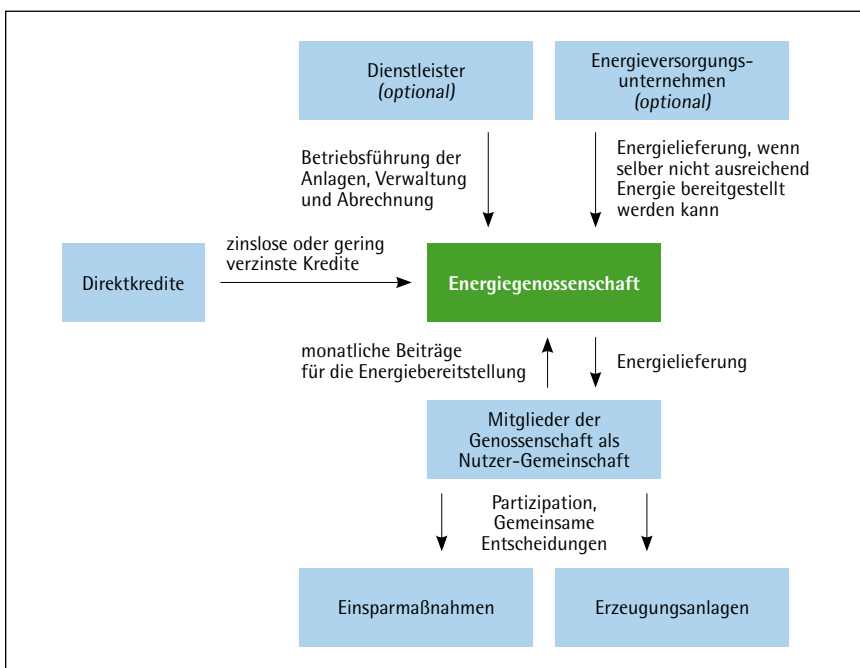 Dienstleister
(optional)
Energieversorgungs-
unternehmen
(optional)
Betriebsführung der
Anlagen, Verwaltung
und Abrechnung
Energielieferung, wenn
selber nicht ausreichend
Energie bereitgestellt
werden kann
Direktkredite
zinslose oder gering
verzinste Kredite
Energiegenossenschaft
monatliche Beiträge
für die Energiebereitstellung
Energielieferung
Mitglieder der
Genossenschaft als
Nutzer-Gemeinschaft
Partizipation,
Gemeinsame
Entscheidungen
Einsparmaßnahmen
Erzeugungsanlagen